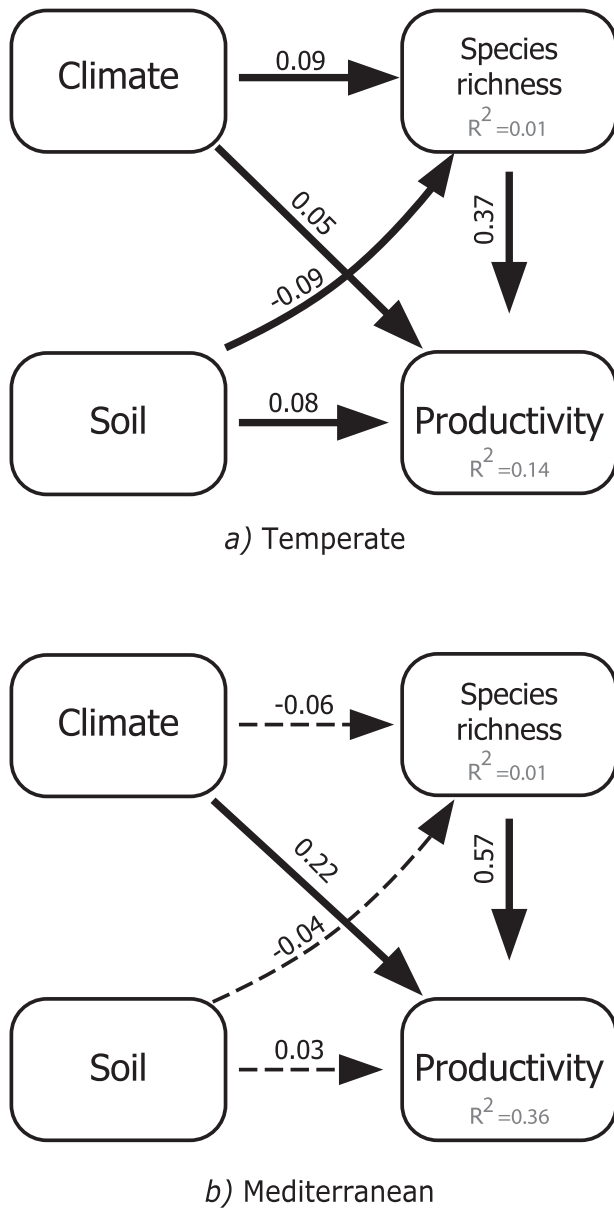 Climate
0.09
Species
richness
R² =0.01
0.05
0.37
-0.09
Soil
0.08
Productivity
R² =0.14
a) Temperate
Climate
-0.06
Species
richness
R² =0.01
0.22
0.57
-0.04
Soil
0.03
Productivity
R² =0.36
b) Mediterranean